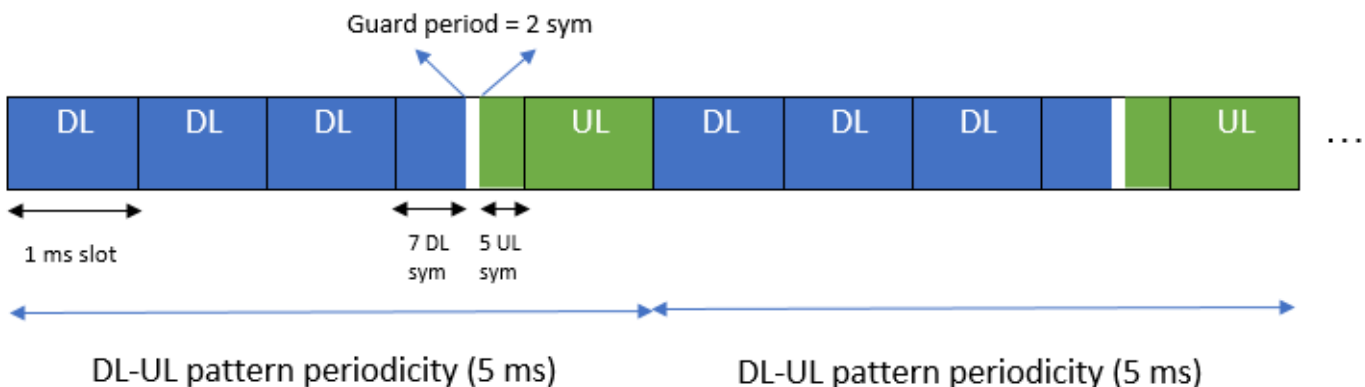 Guard period = 2 sym
DL DL DL UL DL DL DL UL ...
1 ms slot
7 DL
sym
5 UL
sym
DL-UL pattern periodicity (5 ms)
DL-UL pattern periodicity (5 ms)